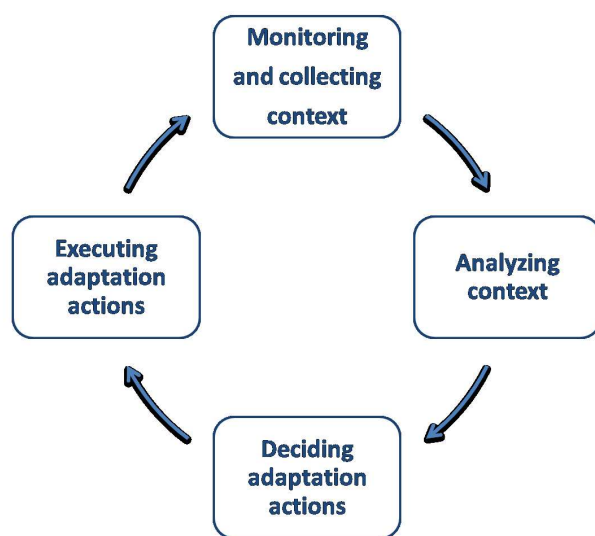 Monitoring
and collecting
context
Analyzing
context
Deciding
adaptation
actions
Executing
adaptation
actions